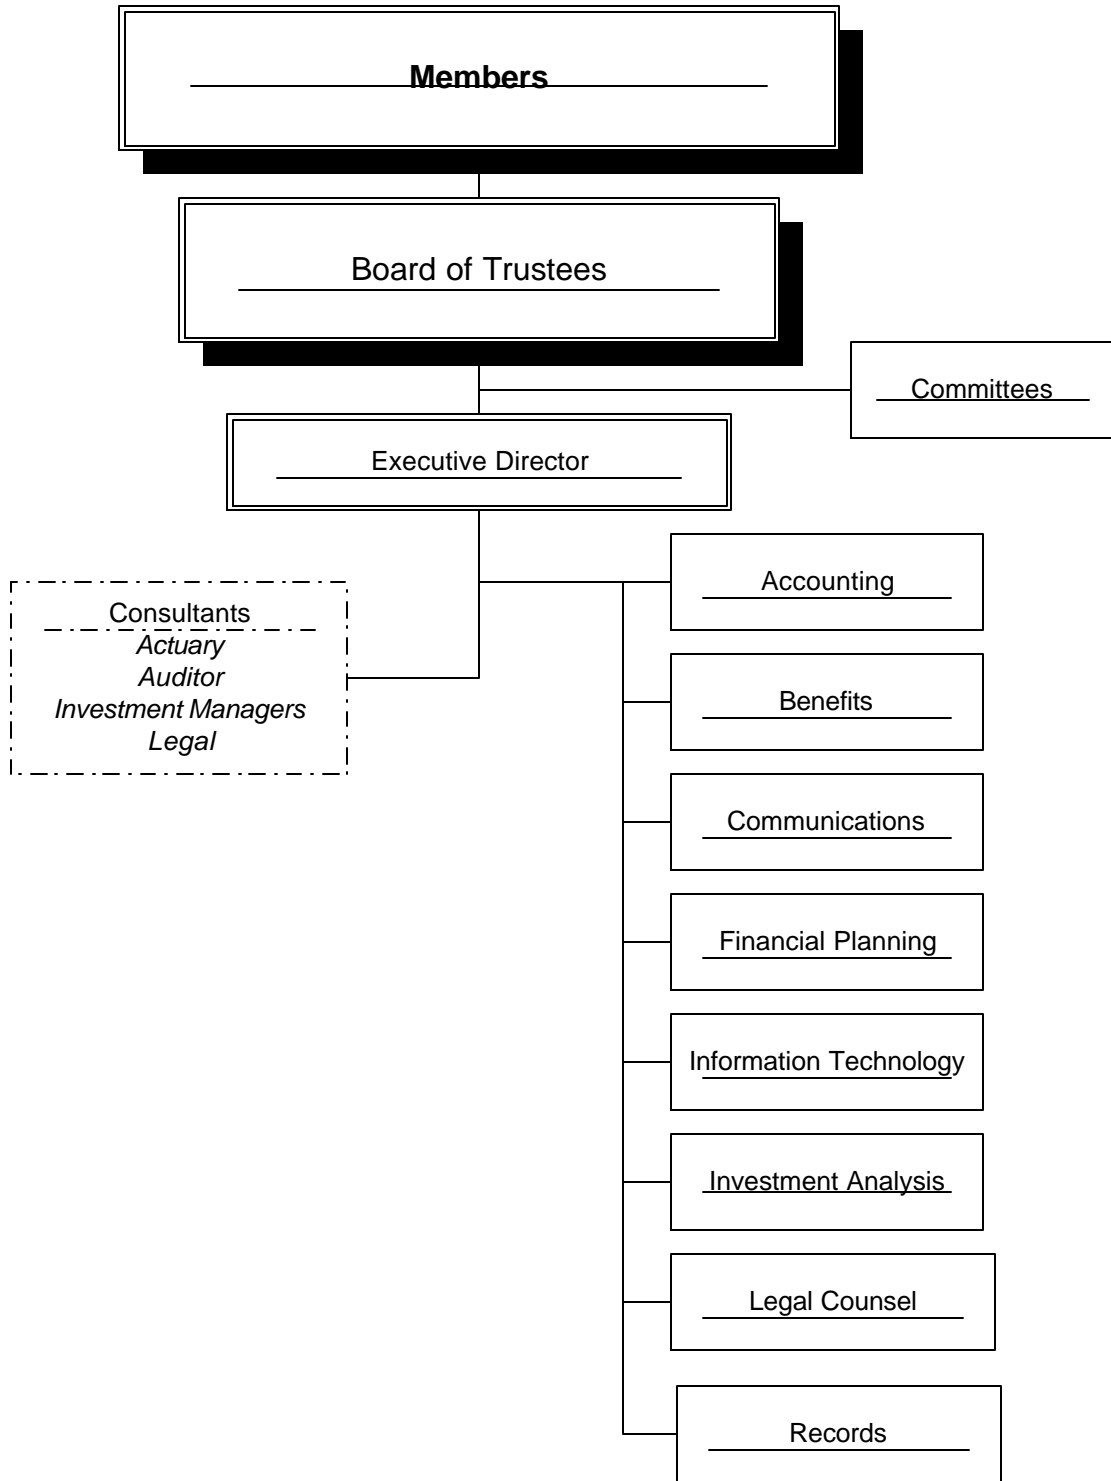 Members
Board of Trustees
Committees
Executive Director
Consultants
Actuary
Auditor
Investment Managers
Legal
Accounting
Benefits
Communications
Financial Planning
Information Technology
Investment Analysis
Legal Counsel
Records